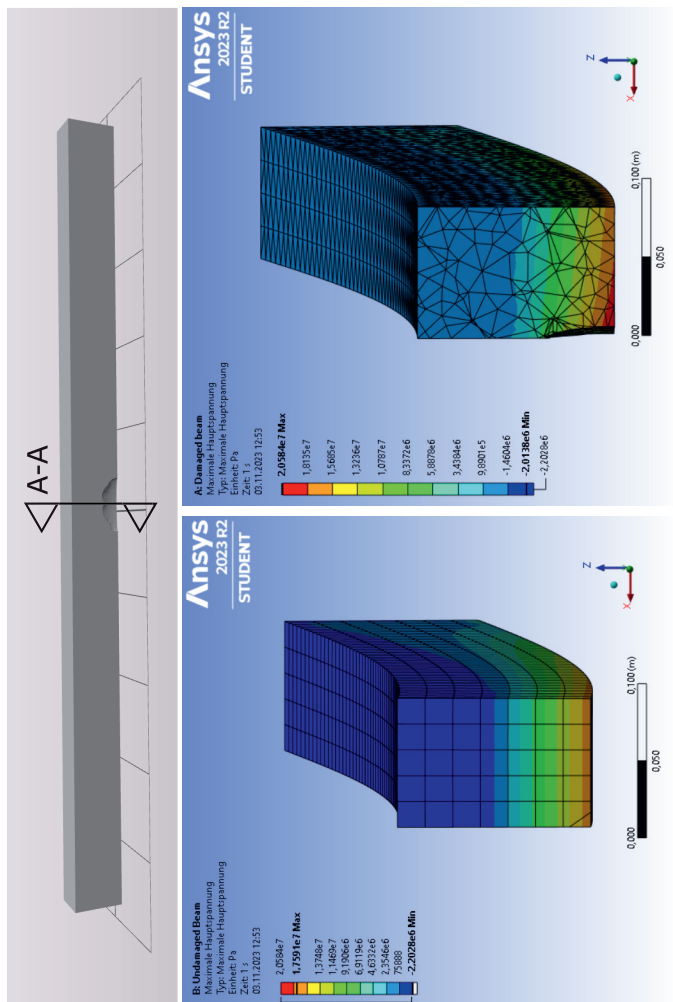 A-A
Ansys
2023 R2
STUDENT
A: Damaged beam
Maximale Hauptspannung
Typ: Maximale Hauptspannung
Einheit: Pa
Zeit: 1 s
03.11.2023 12:53
2,0584e7 Max
1,8135e7
1,5685e7
1,3236e7
1,0787e7
8,3372e6
5,8878e6
3,4384e6
3,8901e5
-1,4604e6
-2,0138e6 Min
-2,2028e6
0,000
0,050
0,100 (m)
Z
X
Ansys
2023 R2
STUDENT
B: Undamaged Beam
Maximale Hauptspannung
Typ: Maximale Hauptspannung
Einheit: Pa
Zeit: 1 s
03.11.2023 12:53
2,0584e7
1,7591e7 Max
1,3748e7
1,1469e7
9,1906e6
6,9119e6
4,6332e6
2,3546e6
75888
-2,2028e6 Min
0,000
0,050
0,100 (m)
Z
X